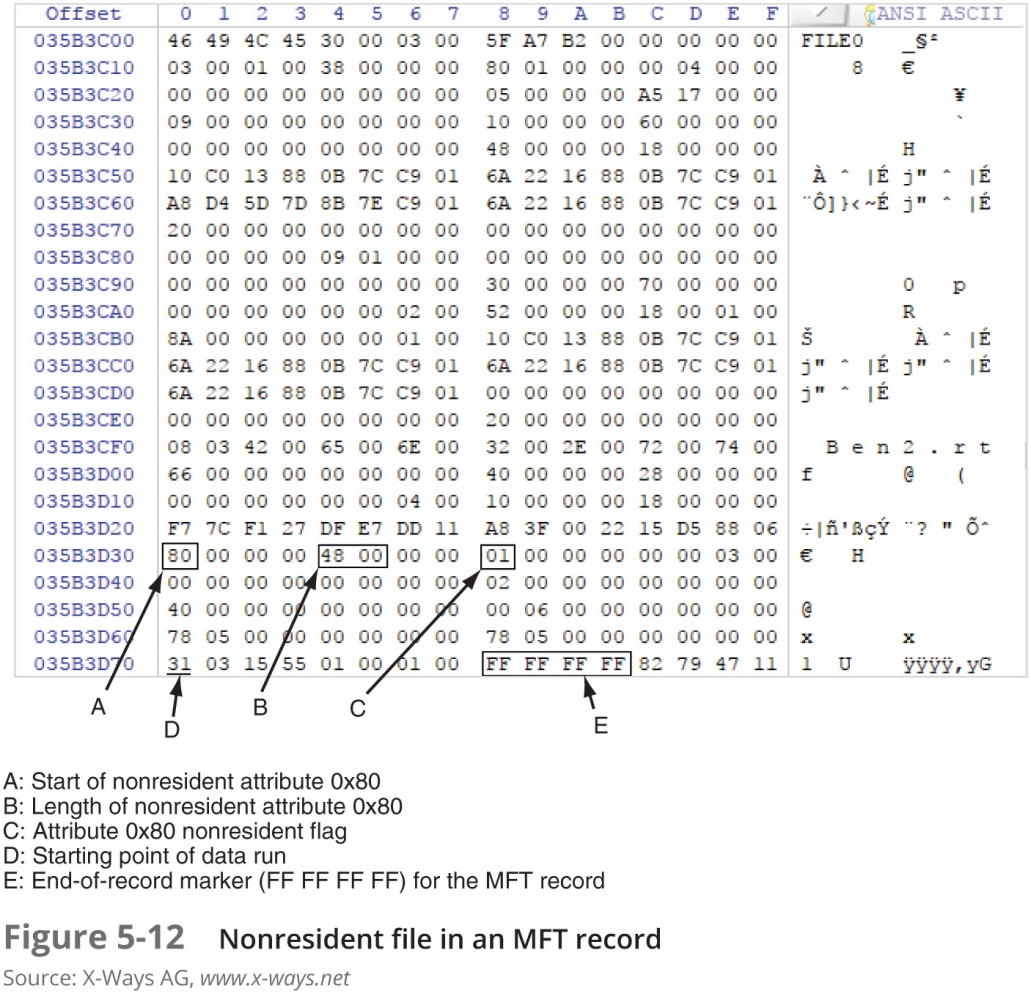 Offset 0 1 2 3 4 5 6 7 8 9 A B C D E F ANSI ASCII
035B3C00 46 49 4C 45 30 00 03 00 5F A7 B2 00 00 00 00 00 FILE0 _§²
035B3C10 03 00 01 00 38 00 00 00 80 01 00 00 00 04 00 00 8 €
035B3C20 00 00 00 00 00 00 00 00 05 00 00 00 A5 17 00 00 ¥
035B3C30 09 00 00 00 00 00 00 00 10 00 00 00 60 00 00 00 `
035B3C40 00 00 00 00 00 00 00 00 48 00 00 00 18 00 00 00 H
035B3C50 10 C0 13 88 0B 7C C9 01 6A 22 16 88 0B 7C C9 01 À ˆ |É j" ˆ |É
035B3C60 A8 D4 5D 7D 8B 7E C9 01 6A 22 16 88 0B 7C C9 01 ¨Ô]}‹~É j" ˆ |É
035B3C70 20 00 00 00 00 00 00 00 00 00 00 00 00 00 00 00
035B3C80 00 00 00 00 09 01 00 00 00 00 00 00 00 00 00 00
035B3C90 00 00 00 00 00 00 00 00 30 00 00 00 70 00 00 00 0 p
035B3CA0 00 00 00 00 00 00 02 00 52 00 00 00 18 00 01 00 R
035B3CB0 8A 00 00 00 00 00 01 00 10 C0 13 88 0B 7C C9 01 Š À ˆ |É
035B3CC0 6A 22 16 88 0B 7C C9 01 6A 22 16 88 0B 7C C9 01 j" ˆ |É j" ˆ |É
035B3CD0 6A 22 16 88 0B 7C C9 01 00 00 00 00 00 00 00 00 j" ˆ |É
035B3CE0 00 00 00 00 00 00 00 00 20 00 00 00 00 00 00 00
035B3CF0 08 03 42 00 65 00 6E 00 32 00 2E 00 72 00 74 00 B e n 2 . r t
035B3D00 66 00 00 00 00 00 00 00 40 00 00 00 28 00 00 00 f @ (
035B3D10 00 00 00 00 00 00 04 00 10 00 00 00 18 00 00 00
035B3D20 F7 7C F1 27 DF E7 DD 11 A8 3F 00 22 15 D5 88 06 ÷|ñ'ßçÝ ¨? " Õˆ
035B3D30 80 00 00 00 48 00 00 00 01 00 00 00 00 00 03 00 € H
035B3D40 00 00 00 00 00 00 00 00 02 00 00 00 00 00 00 00
035B3D50 40 00 00 00 00 00 00 00 00 06 00 00 00 00 00 00 @
035B3D60 78 05 00 00 00 00 00 00 78 05 00 00 00 00 00 00 x x
035B3D70 31 03 15 55 01 00 01 00 FF FF FF FF 82 79 47 11 1 U ÿÿÿÿ‚yG
A D B C E
A: Start of nonresident attribute 0x80
B: Length of nonresident attribute 0x80
C: Attribute 0x80 nonresident flag
D: Starting point of data run
E: End-of-record marker (FF FF FF FF) for the MFT record
Figure 5-12 Nonresident file in an MFT record
Source: X-Ways AG, www.x-ways.net